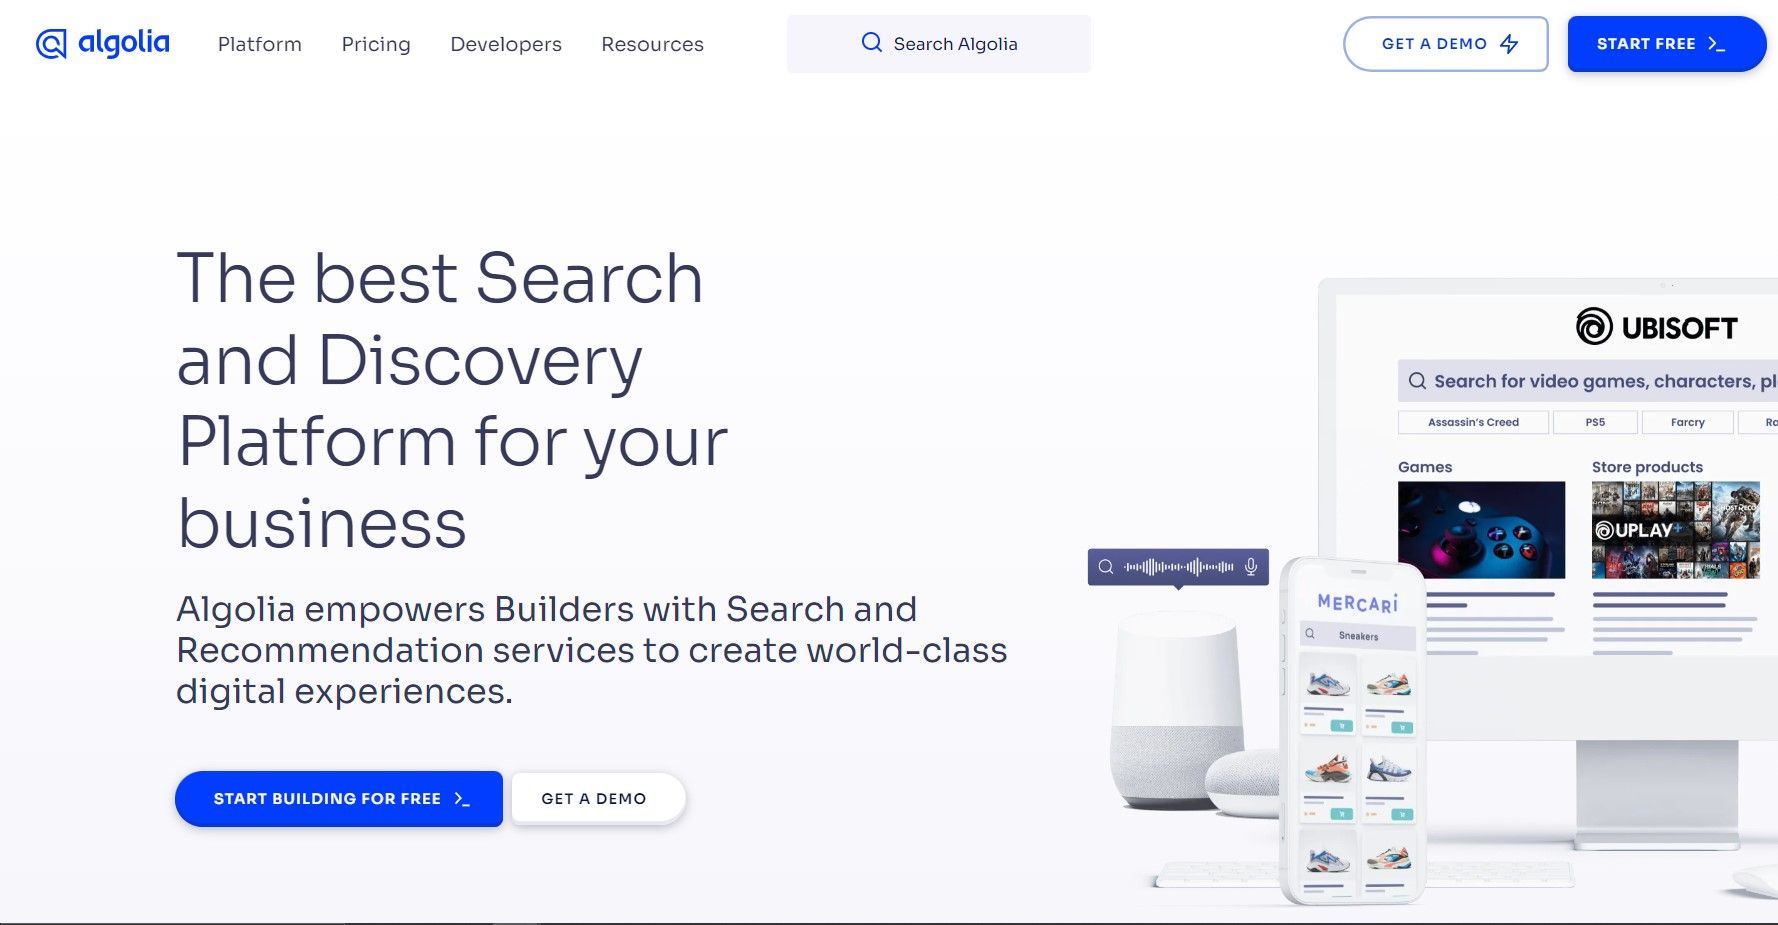 algolia
Platform
Pricing
Developers
Resources
Search Algolia
GET A DEMO
START FREE
The best Search
and Discovery
Platform for your
business
Algolia empowers Builders with Search and
Recommendation services to create world-class
digital experiences.
START BUILDING FOR FREE
GET A DEMO
UBISOFT
Search for video games, characters, pl
Assassin's Creed
PS5
Farcry
Ra
Games
Store products
UPLAY+
MERCARI
Sneakers